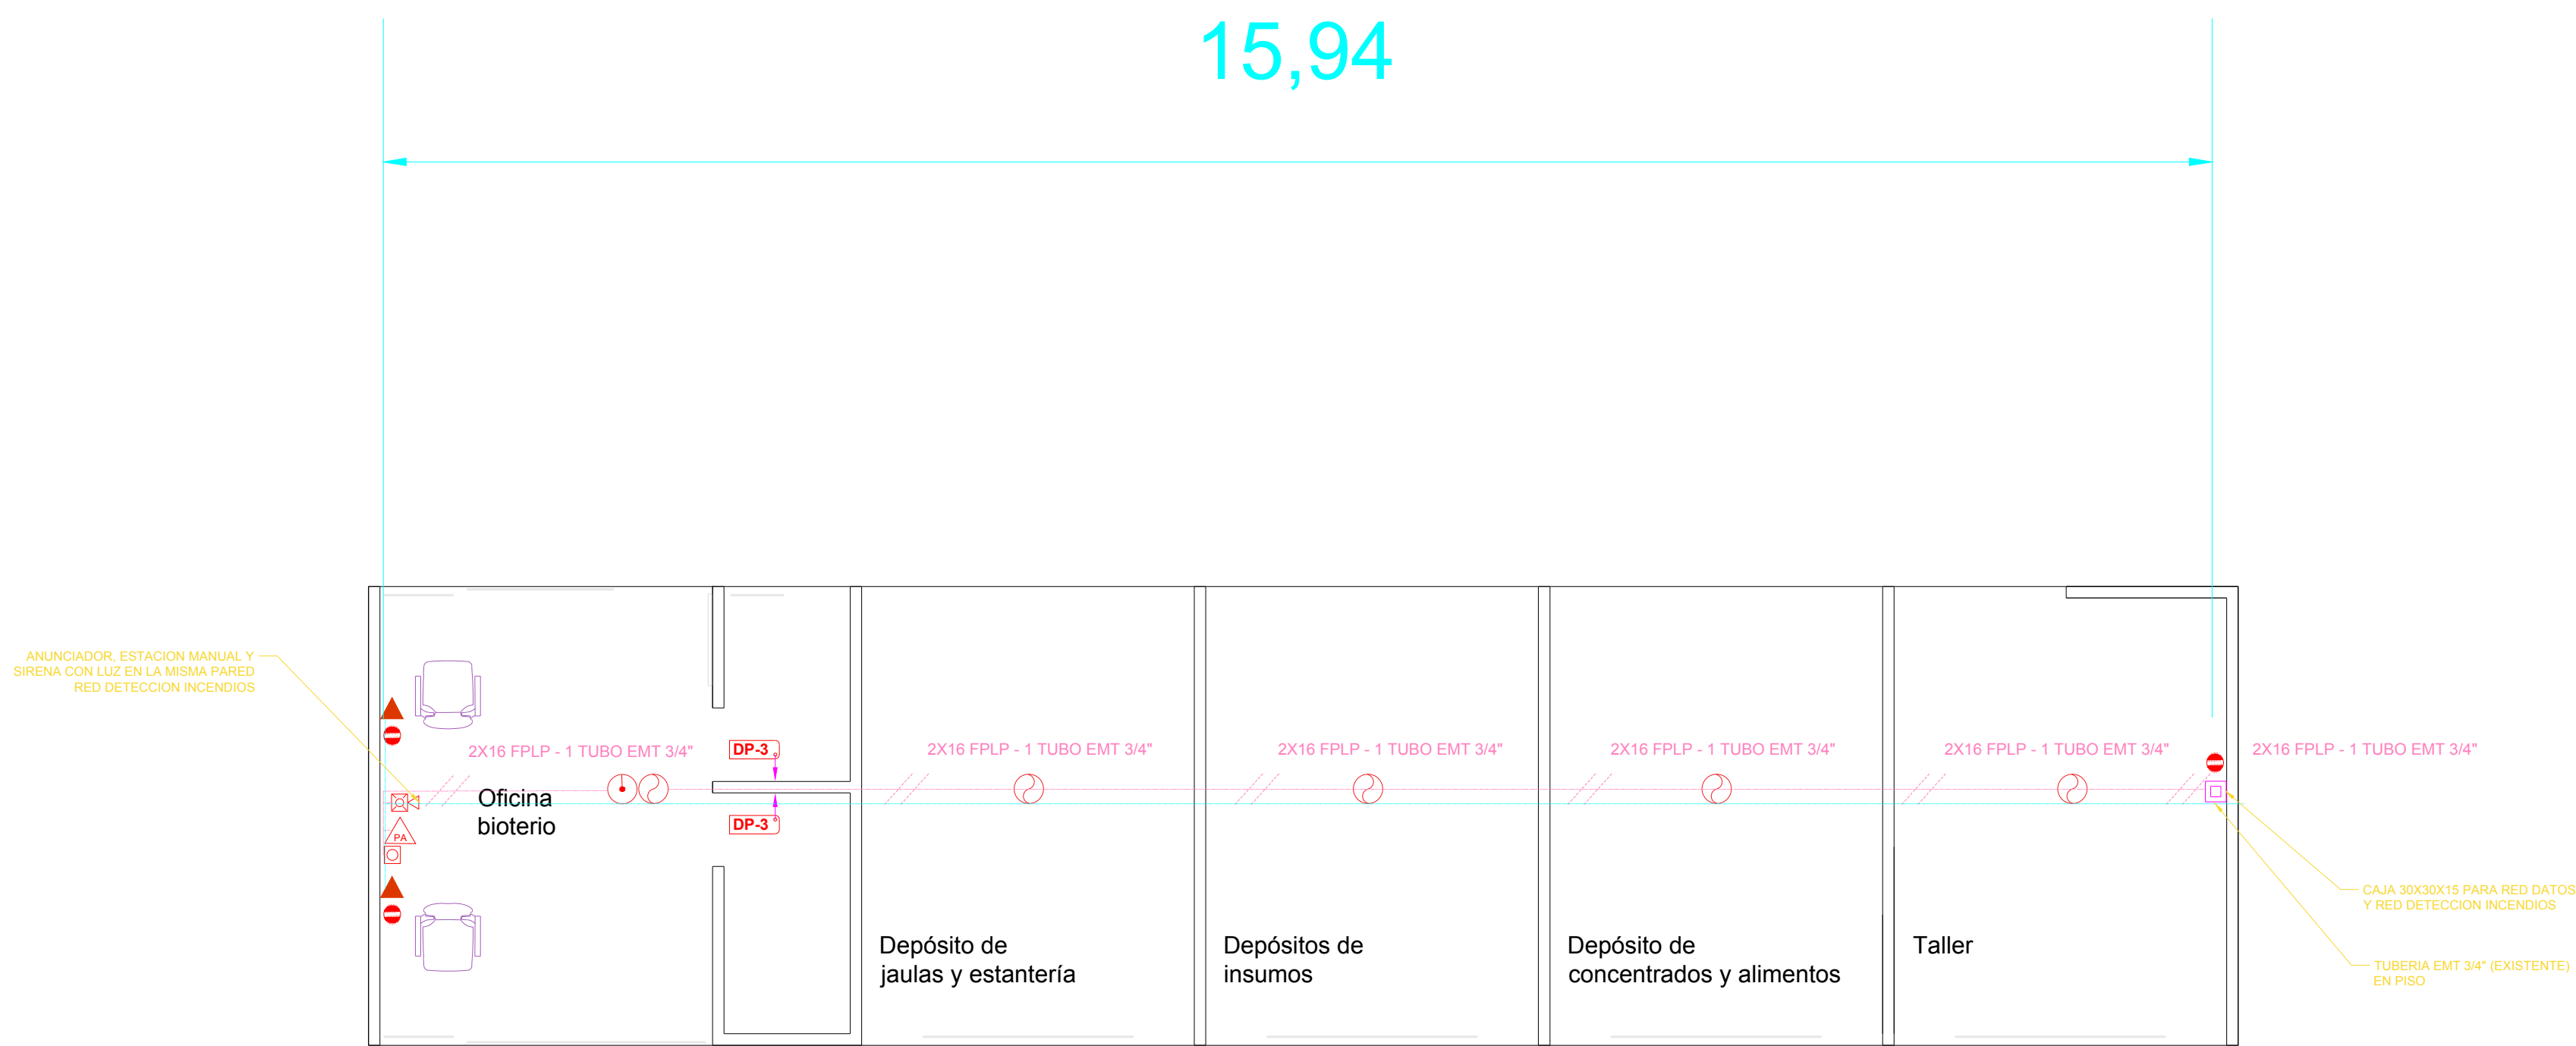 15,94
ANUNCIADOR, ESTACION MANUAL Y
SIRENA CON LUZ EN LA MISMA PARED
RED DETECCION INCENDIOS
2X16 FPLP - 1 TUBO EMT 3/4"
DP-3
2X16 FPLP - 1 TUBO EMT 3/4"
2X16 FPLP - 1 TUBO EMT 3/4"
2X16 FPLP - 1 TUBO EMT 3/4"
2X16 FPLP - 1 TUBO EMT 3/4"
2X16 FPLP - 1 TUBO EMT 3/4"
Oficina
bioterio
DP-3
PA
CAJA 30X30X15 PARA RED DATOS
Y RED DETECCION INCENDIOS
Depósito de
jaulas y estantería
Depósitos de
insumos
Depósito de
concentrados y alimentos
Taller
TUBERIA EMT 3/4" (EXISTENTE)
EN PISO